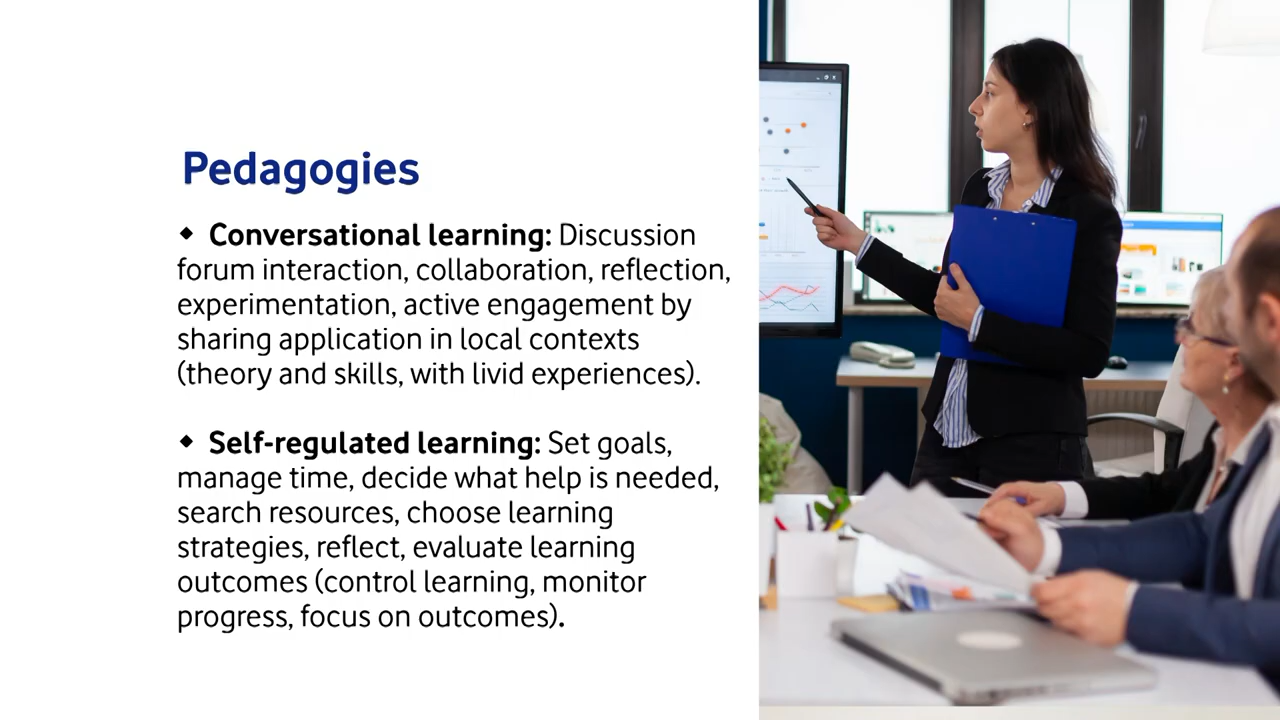 Pedagogies
◆ Conversational learning: Discussion
forum interaction, collaboration, reflection,
experimentation, active engagement by
sharing application in local contexts
(theory and skills, with livid experiences).
◆ Self-regulated learning: Set goals,
manage time, decide what help is needed,
search resources, choose learning
strategies, reflect, evaluate learning
outcomes (control learning, monitor
progress, focus on outcomes).